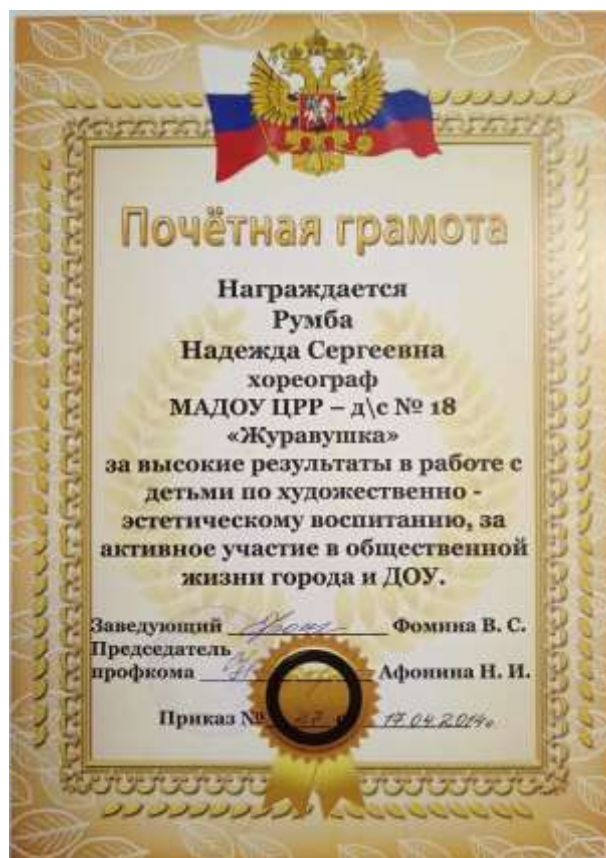 Почётная грамота
Награждается
Румба
Надежда Сергеевна
хореограф
МАДОУ ЦРР – д\с № 18
«Журавушка»
за высокие результаты в работе с
детьми по художественно -
эстетическому воспитанию, за
активное участие в общественной
жизни города и ДОУ.
Заведующий Фомина В. С.
Председатель
профкома Афонина Н. И.
Приказ № 17.04.2014г.